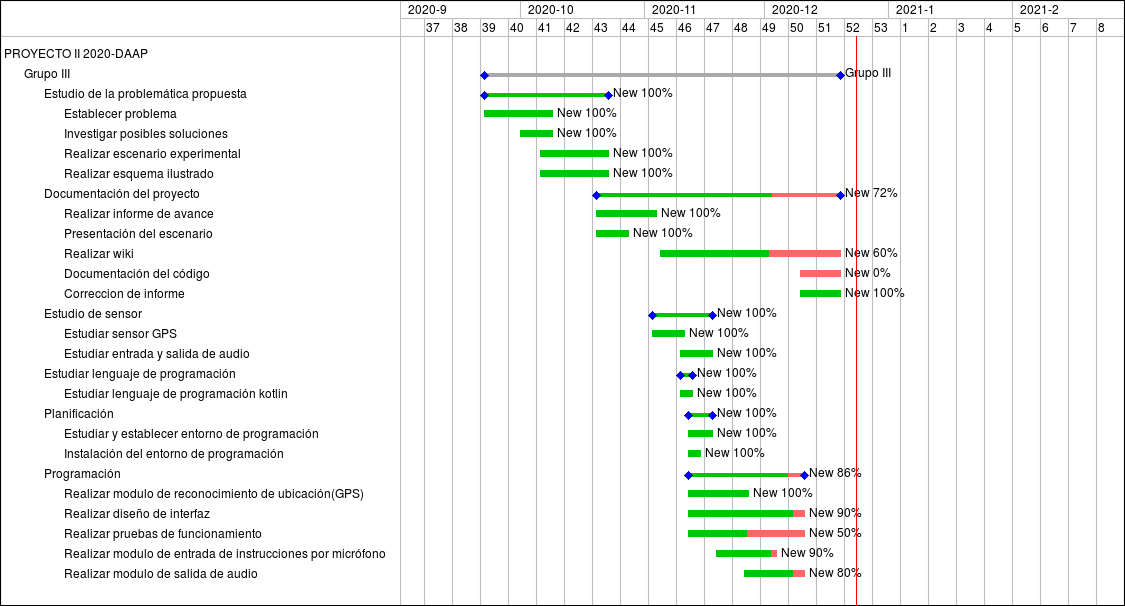 2020-9 2020-10 2020-11 2020-12 2021-1 2021-2
37 38 39 40 41 42 43 44 45 46 47 48 49 50 51 52 53 1 2 3 4 5 6 7 8
PROYECTO II 2020-DAAP
Grupo III Grupo III
Estudio de la problemática propuesta New 100%
Establecer problema New 100%
Investigar posibles soluciones New 100%
Realizar escenario experimental New 100%
Realizar esquema ilustrado New 100%
Documentación del proyecto New 72%
Realizar informe de avance New 100%
Presentación del escenario New 100%
Realizar wiki New 60%
Documentación del código New 0%
Correccion de informe New 100%
Estudio de sensor New 100%
Estudiar sensor GPS New 100%
Estudiar entrada y salida de audio New 100%
Estudiar lenguaje de programación New 100%
Estudiar lenguaje de programación kotlin New 100%
Planificación New 100%
Estudiar y establecer entorno de programación New 100%
Instalación del entorno de programación New 100%
Programación New 86%
Realizar modulo de reconocimiento de ubicación(GPS) New 100%
Realizar diseño de interfaz New 90%
Realizar pruebas de funcionamiento New 50%
Realizar modulo de entrada de instrucciones por micrófono New 90%
Realizar modulo de salida de audio New 80%